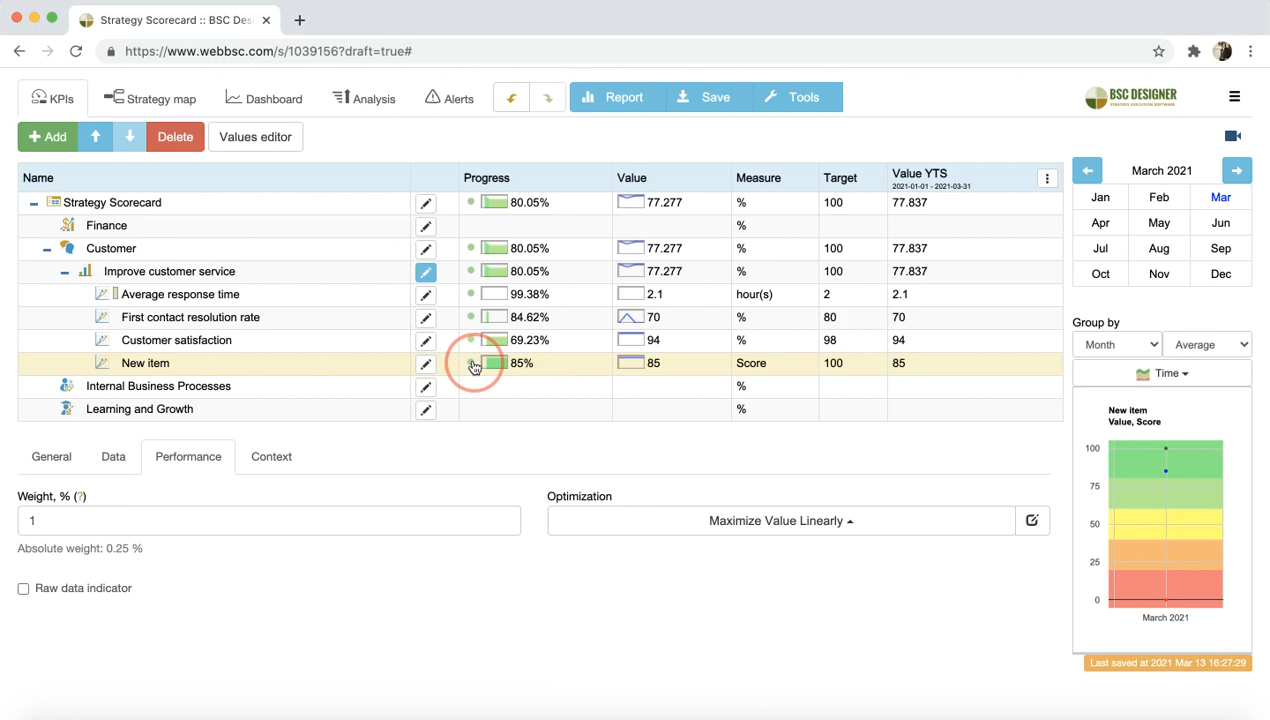 Strategy Scorecard :: BSC Des
https://www.webbsc.com/s/1039156?draft=true#
KPIs Strategy map Dashboard Analysis Alerts Report Save Tools BSC DESIGNER
STRATEGY EXECUTION SOFTWARE
Add Delete Values editor
Name Progress Value Measure Target Value YTS
2021-01-01 - 2021-03-31
Strategy Scorecard 80.05% 77.277 % 100 77.837
Finance %
Customer 80.05% 77.277 % 100 77.837
Improve customer service 80.05% 77.277 % 100 77.837
Average response time 99.38% 2.1 hour(s) 2 2.1
First contact resolution rate 84.62% 70 % 80 70
Customer satisfaction 69.23% 94 % 98 94
New item 85% 85 Score 100 85
Internal Business Processes %
Learning and Growth %
March 2021
Jan Feb Mar
Apr May Jun
Jul Aug Sep
Oct Nov Dec
Group by
Month Average
Time
New item
Value, Score
100
75
50
25
0
March 2021
Last saved at 2021 Mar 13 16:27:29
General Data Performance Context
Weight, % (?) Optimization
1 Maximize Value Linearly
Absolute weight: 0.25 %
Raw data indicator